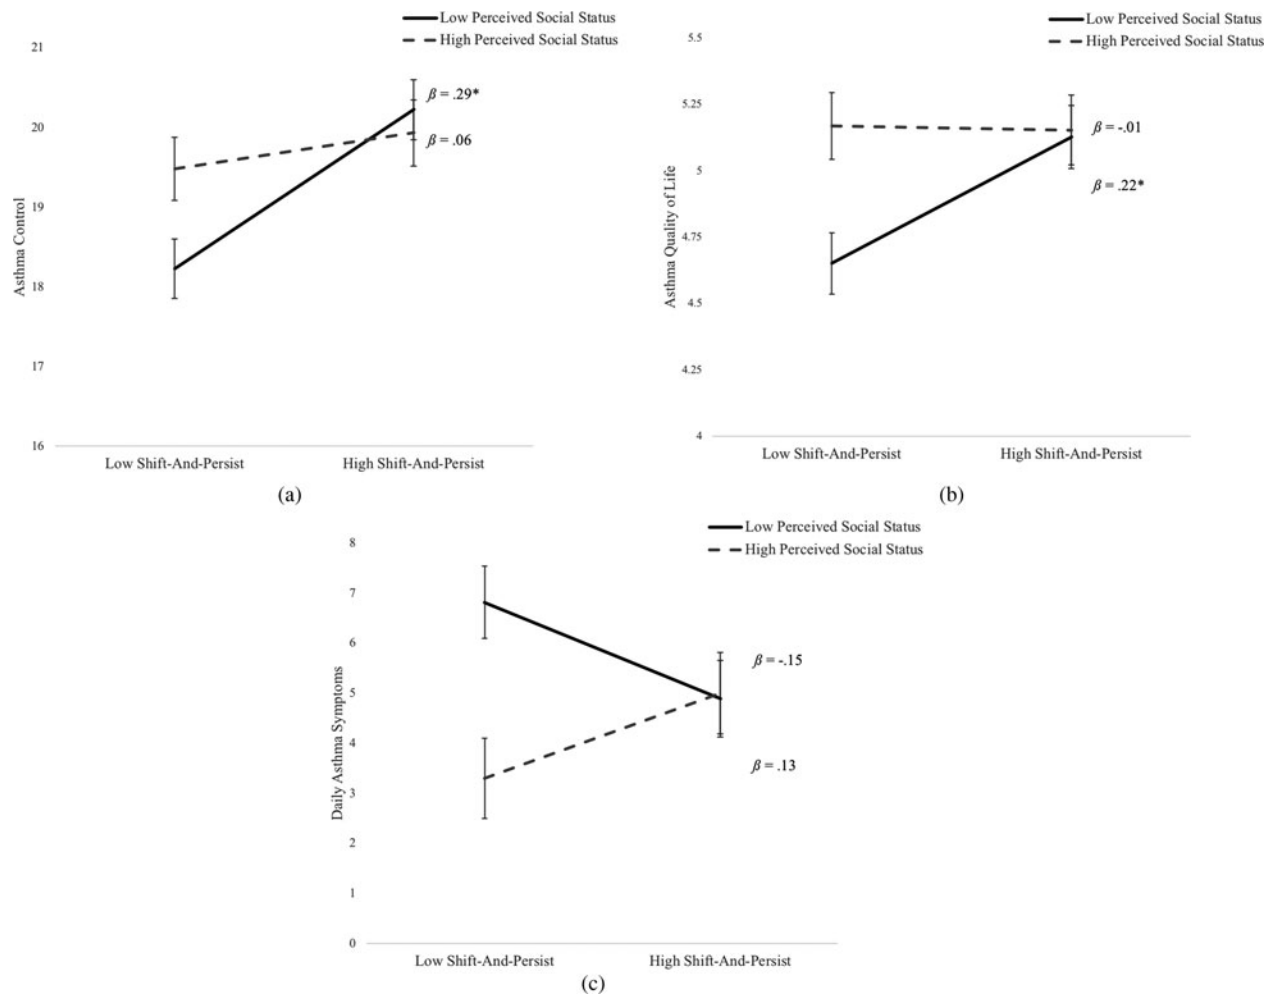 Low Perceived Social Status
High Perceived Social Status
21
20
19
18
17
16
Asthma Control
β = .29*
β = .06
Low Shift-And-Persist
High Shift-And-Persist
(a)
Low Perceived Social Status
High Perceived Social Status
5.5
5.25
5
4.75
4.5
4.25
4
Asthma Quality of Life
β = -.01
β = .22*
Low Shift-And-Persist
High Shift-And-Persist
(b)
Low Perceived Social Status
High Perceived Social Status
8
7
6
5
4
3
2
1
0
Daily Asthma Symptoms
β = -.15
β = .13
Low Shift-And-Persist
High Shift-And-Persist
(c)